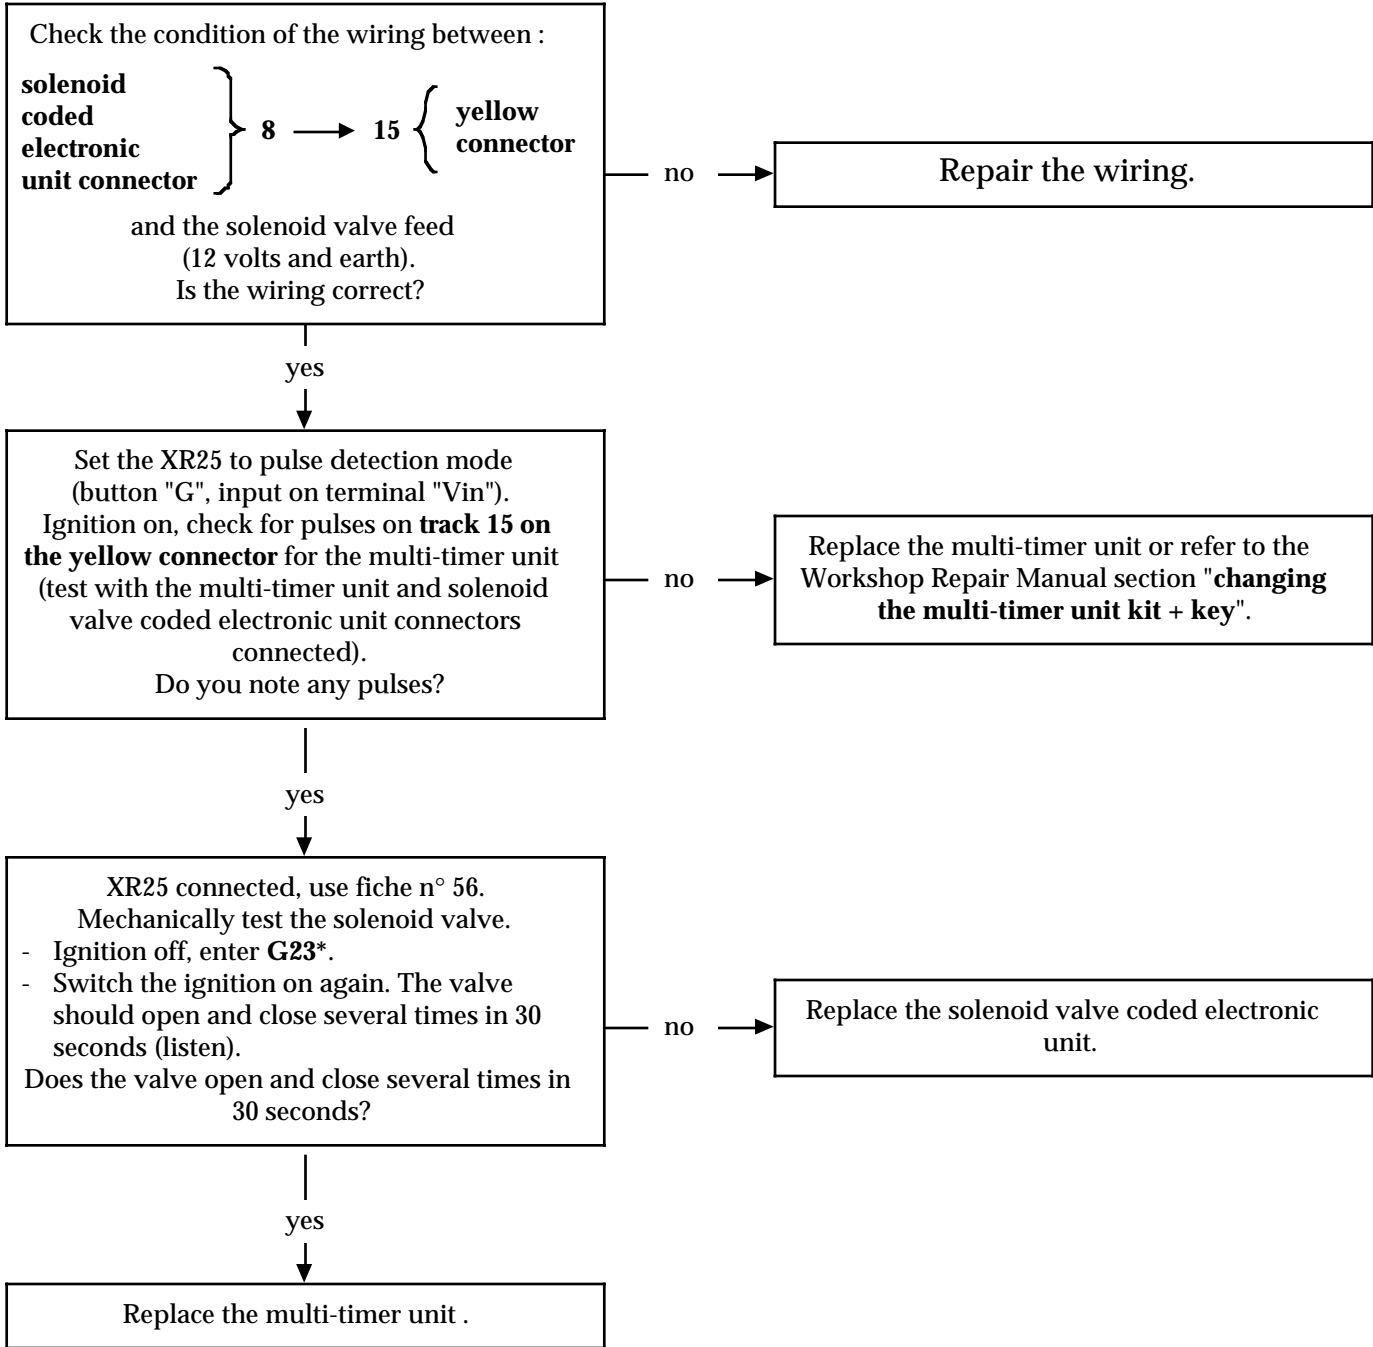 Check the condition of the wiring between :
solenoid
coded
electronic
unit connector
8
15
yellow
connector
and the solenoid valve feed
(12 volts and earth).
Is the wiring correct?
no
Repair the wiring.
yes
Set the XR25 to pulse detection mode
(button "G", input on terminal "Vin").
Ignition on, check for pulses on track 15 on
the yellow connector for the multi-timer unit
(test with the multi-timer unit and solenoid
valve coded electronic unit connectors
connected).
Do you note any pulses?
no
Replace the multi-timer unit or refer to the
Workshop Repair Manual section "changing
the multi-timer unit kit + key".
yes
XR25 connected, use fiche n° 56.
Mechanically test the solenoid valve.
- Ignition off, enter G23*.
- Switch the ignition on again. The valve
should open and close several times in 30
seconds (listen).
Does the valve open and close several times in
30 seconds?
no
Replace the solenoid valve coded electronic
unit.
yes
Replace the multi-timer unit .